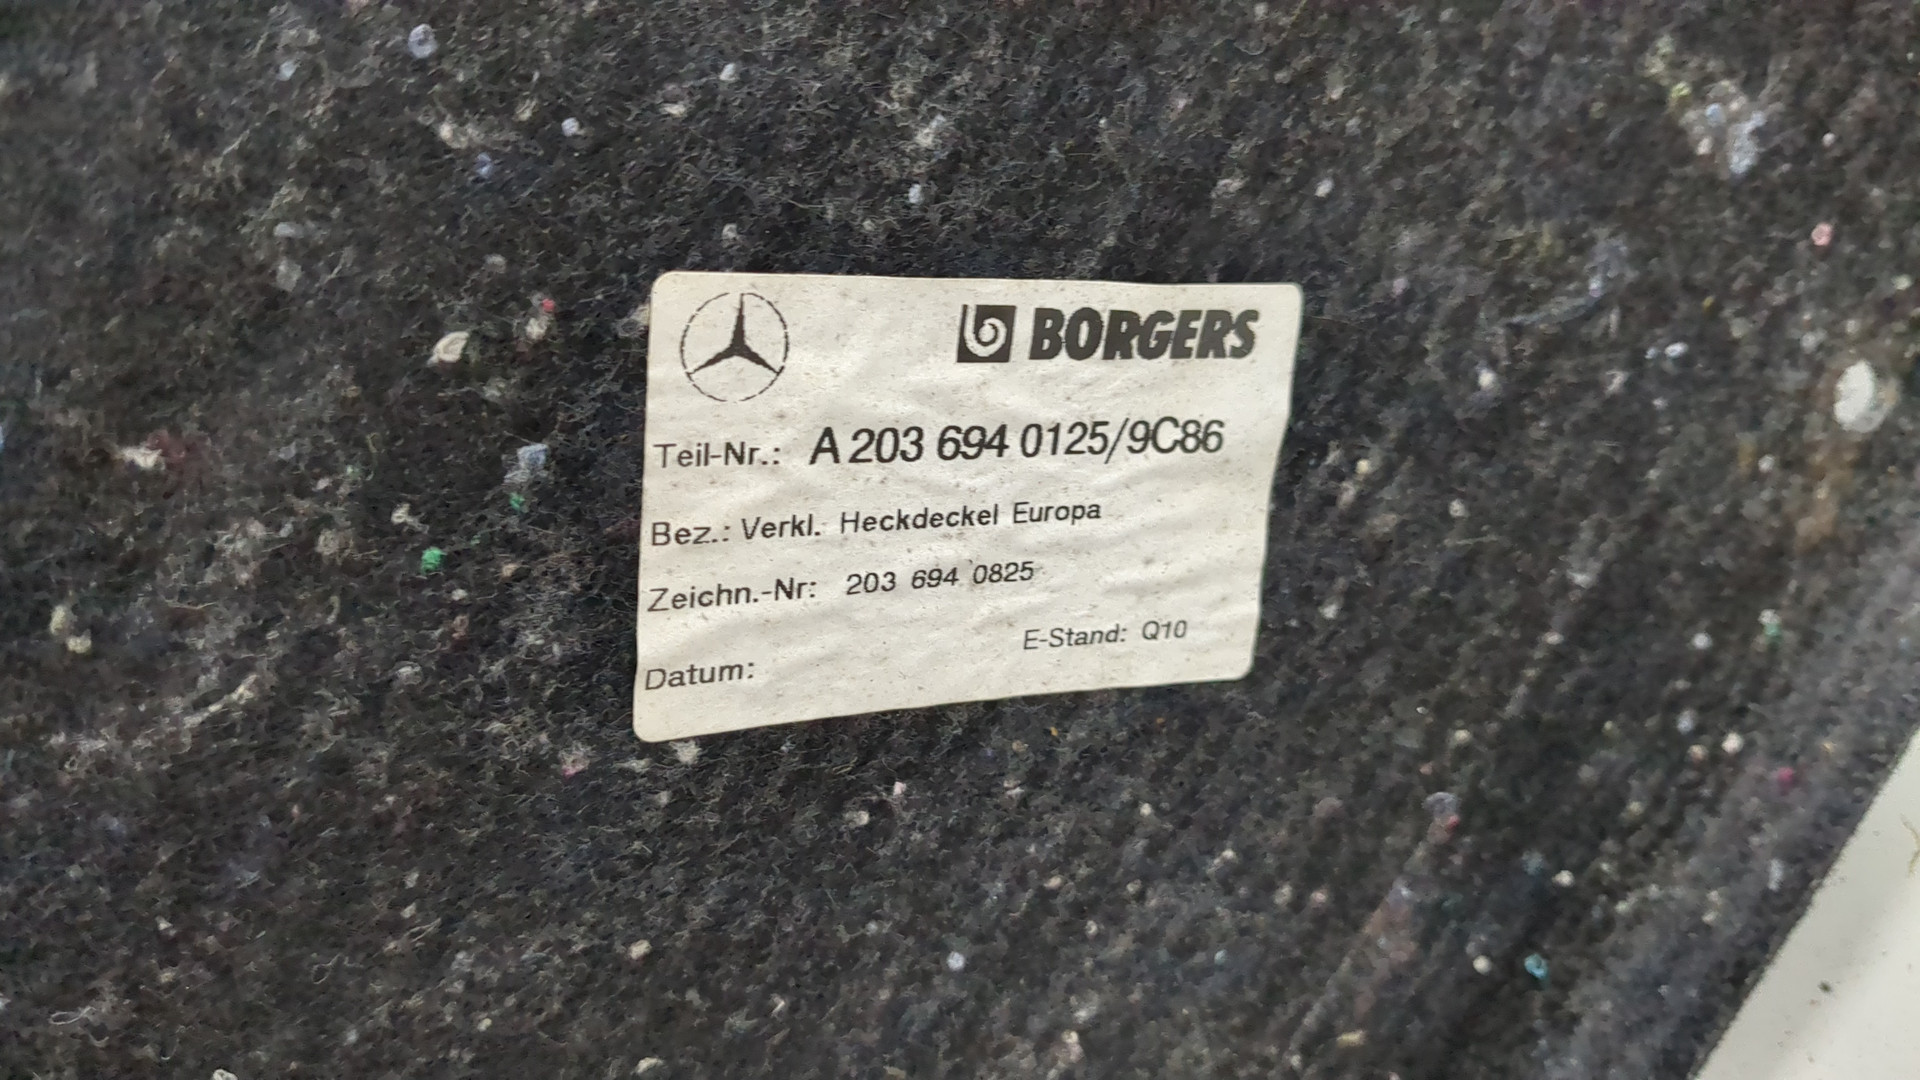 BORGERS
Teil-Nr.: A 203 694 0125/9C86
Bez.: Verkl. Heckdeckel Europa
Zeichn.-Nr: 203 694 0825
E-Stand: Q10
Datum: